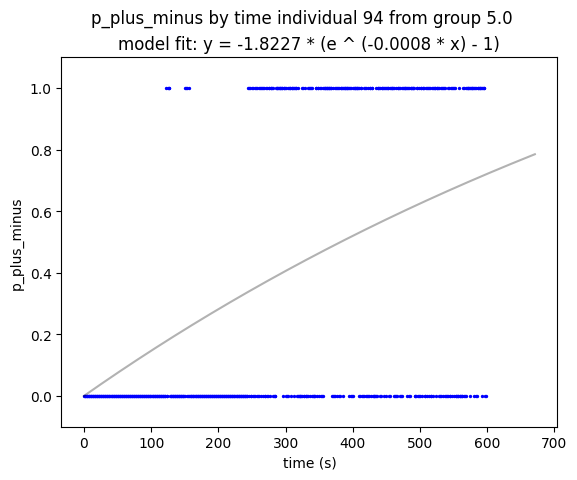 p_plus_minus by time individual 94 from group 5.0
model fit: y = -1.8227 * (e ^ (-0.0008 * x) - 1)
1.0
0.8
0.6
0.4
0.2
0.0
p_plus_minus
0 100 200 300 400 500 600 700
time (s)